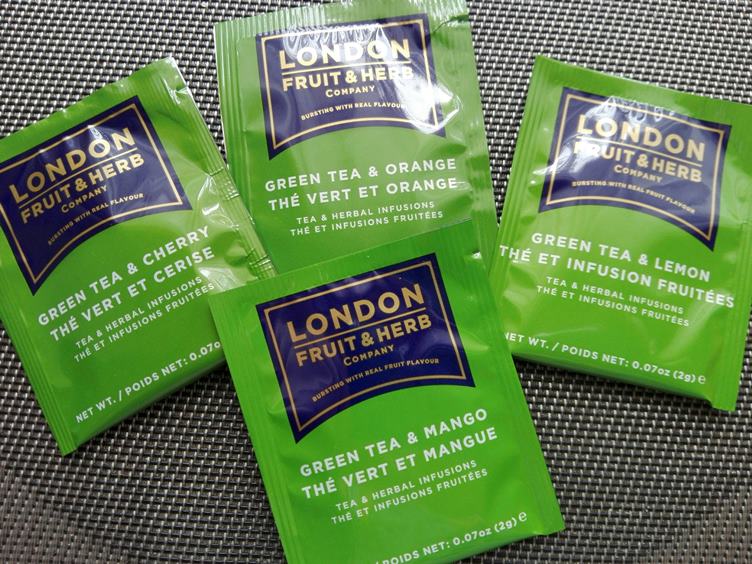 LONDON
FRUIT & HERB
COMPANY
BURSTING WITH REAL FLAVOUR
GREEN TEA & CHERRY
THÉ VERT ET CERISE
TEA & HERBAL INFUSIONS
THÉ ET INFUSIONS FRUITÉES
NET WT. / POIDS NET: 0.07o
LONDON
FRUIT & HERB
COMPANY
BURSTING WITH REAL FLAVOUR
GREEN TEA & ORANGE
THÉ VERT ET ORANGE
TEA & HERBAL INFUSIONS
THÉ ET INFUSIONS FRUITÉES
LONDON
FRUIT & HERB
COMPANY
BURSTING WITH REAL FRUIT FLAVOUR
GREEN TEA & LEMON
THÉ ET INFUSION FRUITÉES
TEA & HERBAL INFUSIONS
THÉ ET INFUSIONS FRUITÉES
NET WT. / POIDS NET: 0.07oz (2g) e
LONDON
FRUIT & HERB
COMPANY
BURSTING WITH REAL FRUIT FLAVOUR
GREEN TEA & MANGO
THÉ VERT ET MANGUE
TEA & HERBAL INFUSIONS
THÉ ET INFUSIONS FRUITÉES
/POIDS NET: 0.07oz (2g) e